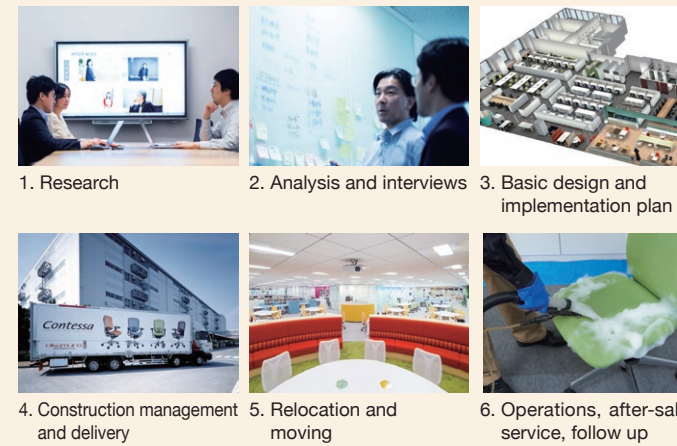 1. Research
2. Analysis and interviews
3. Basic design and
implementation plan
Contessa
4. Construction management
and delivery
5. Relocation and
moving
6. Operations, after-sal
service, follow up